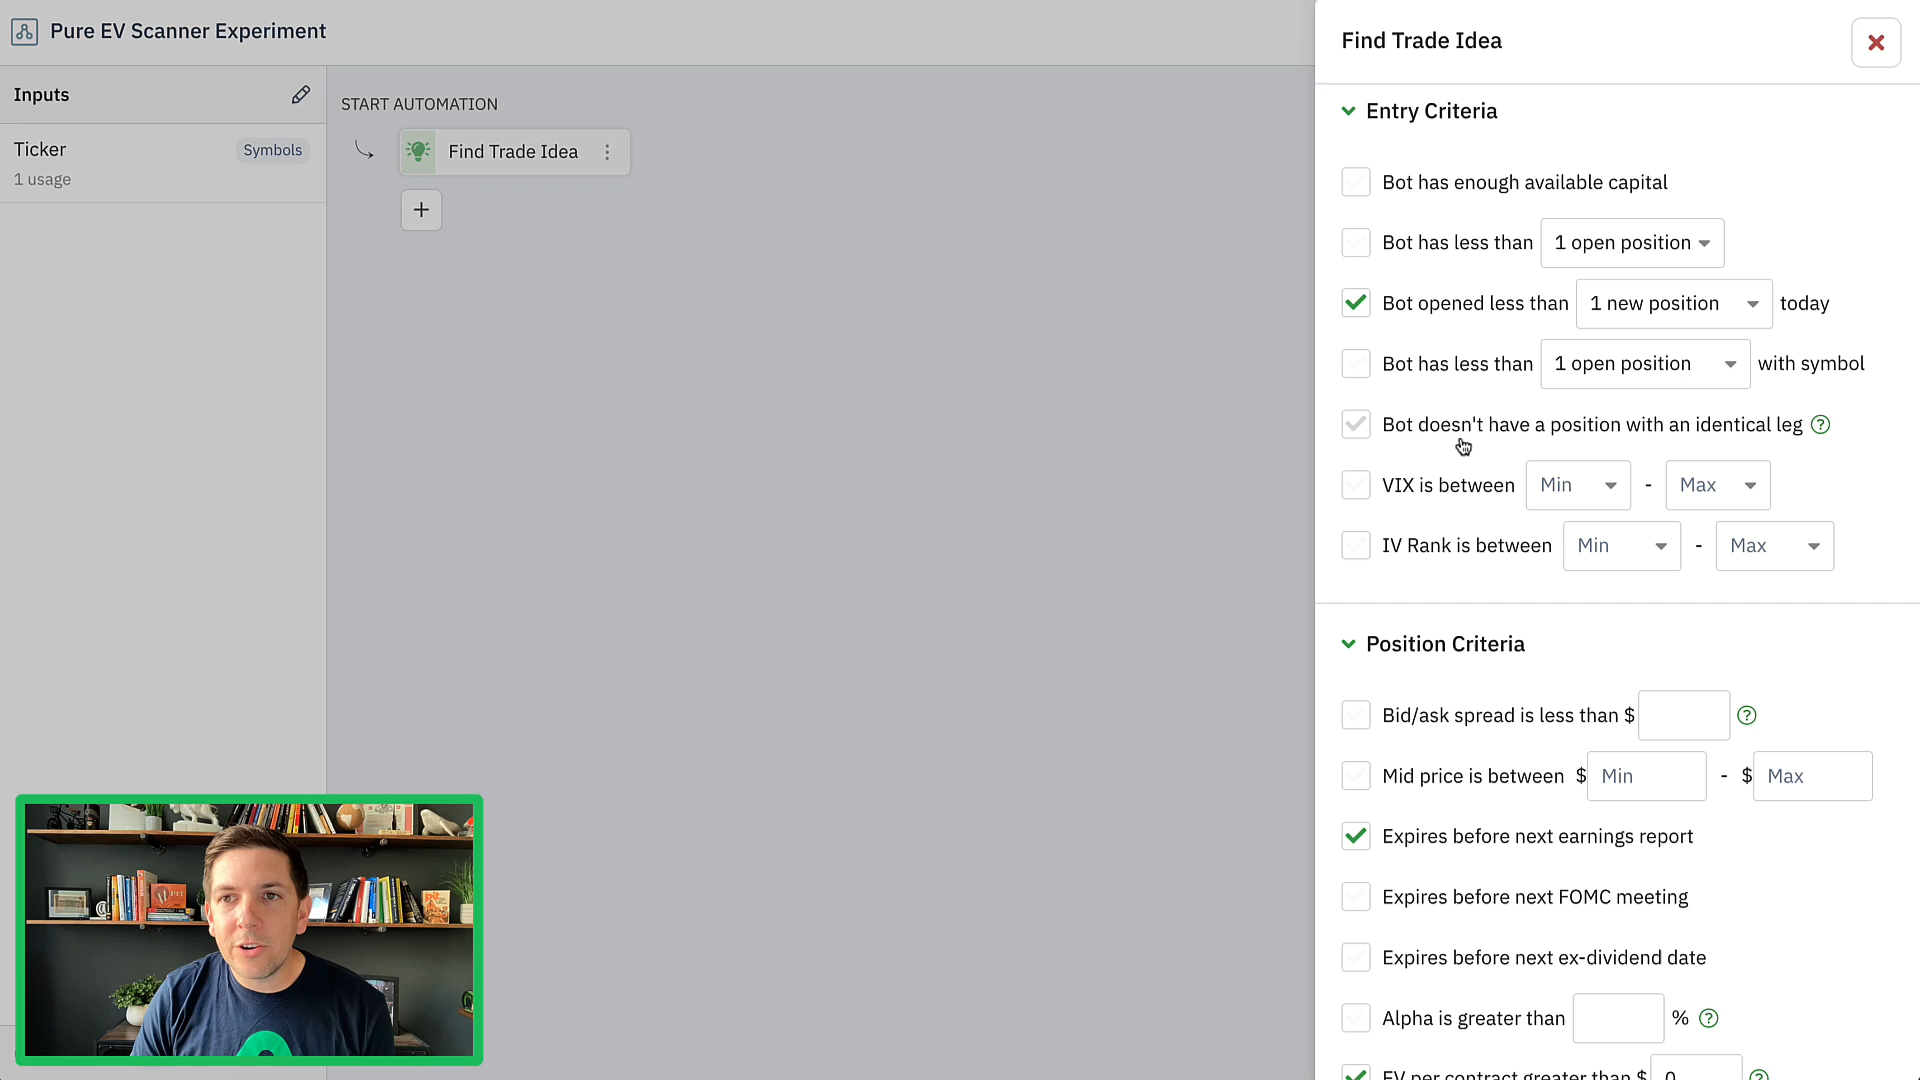 Pure EV Scanner Experiment
Inputs
Ticker
Symbols
1 usage
START AUTOMATION
Find Trade Idea
Find Trade Idea
Entry Criteria
Bot has enough available capital
Bot has less than 1 open position
Bot opened less than 1 new position today
Bot has less than 1 open position with symbol
Bot doesn't have a position with an identical leg ?
VIX is between Min - Max
IV Rank is between Min - Max
Position Criteria
Bid/ask spread is less than $ ?
Mid price is between $ Min - $ Max
Expires before next earnings report
Expires before next FOMC meeting
Expires before next ex-dividend date
Alpha is greater than % ?
EV per contract greater than $ 0 ?